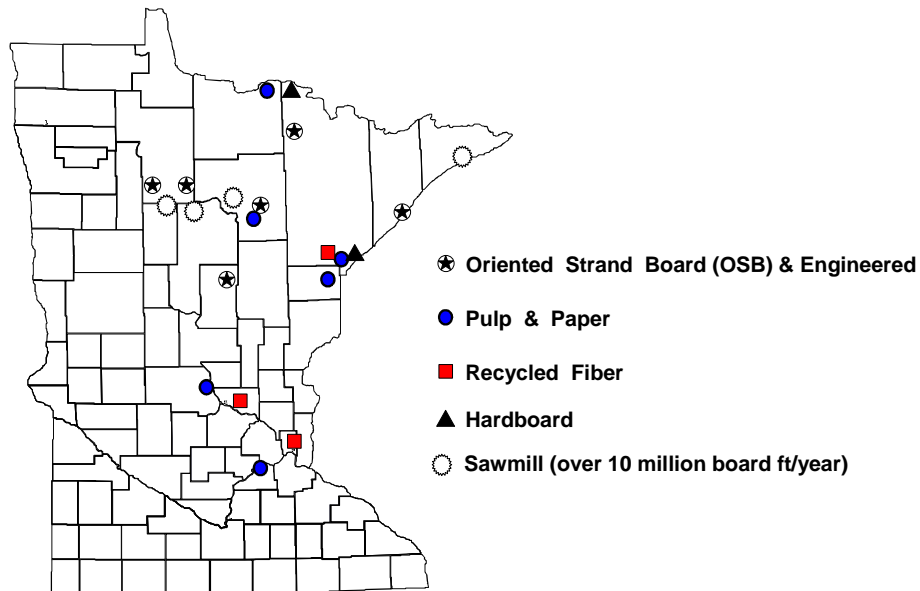 Oriented Strand Board (OSB) & Engineered
Pulp & Paper
Recycled Fiber
Hardboard
Sawmill (over 10 million board ft/year)